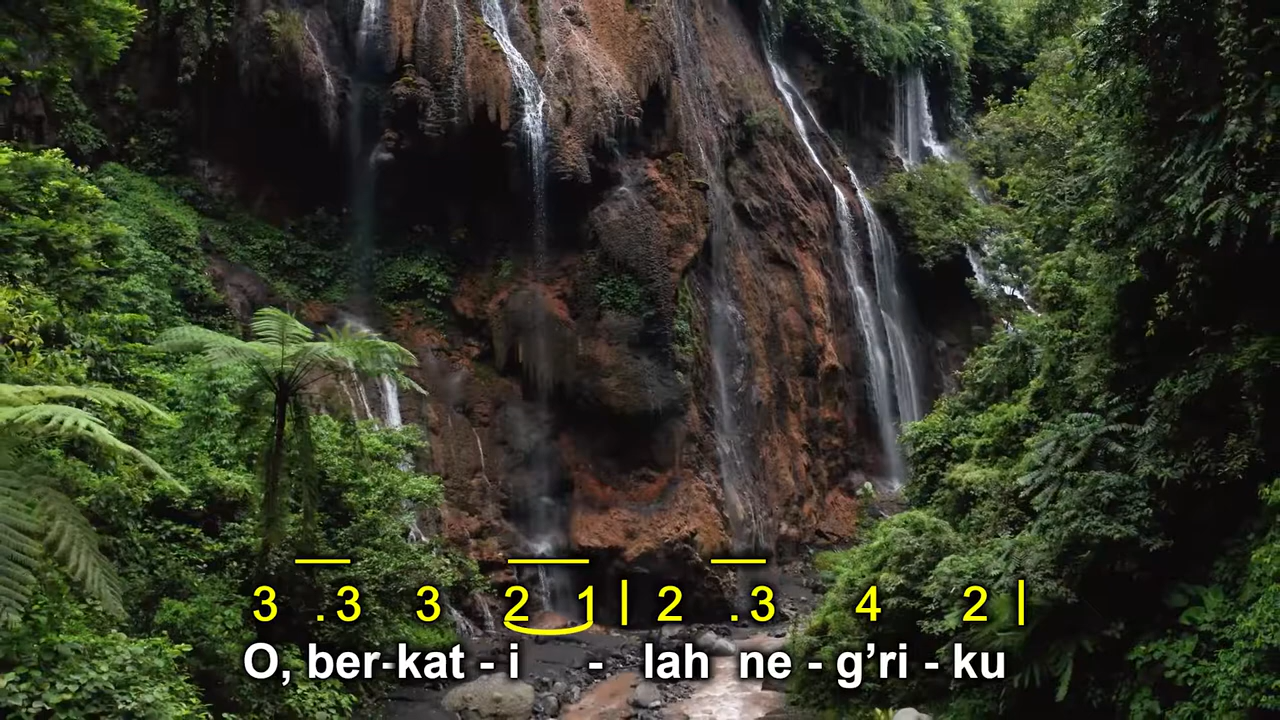 3 .3 3 2 1 | 2 .3 4 2 |
O, ber-kat - i - lah ne - g’ri - ku